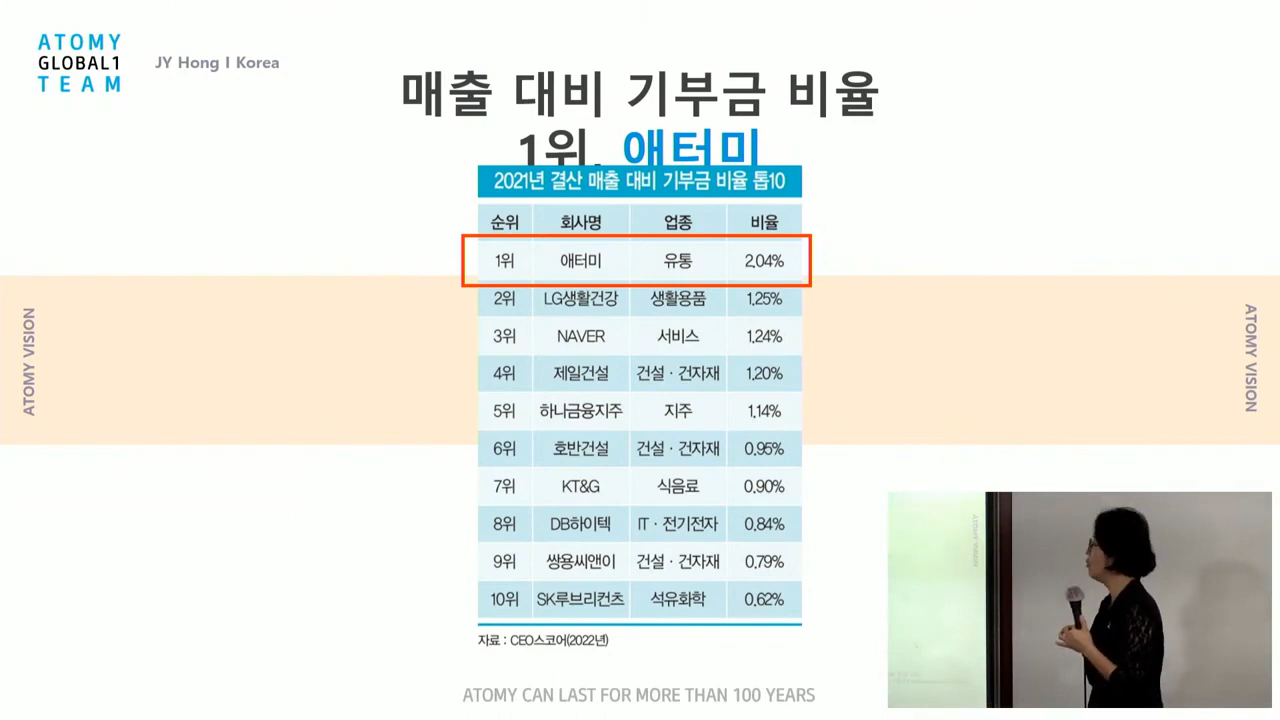 ATOMY
GLOBAL1
TEAM
JY Hong I Korea
매출 대비 기부금 비율
1위. 애터미
2021년 결산 매출 대비 기부금 비율 톱10
순위 회사명 업종 비율
1위 애터미 유통 2.04%
2위 LG생활건강 생활용품 1.25%
3위 NAVER 서비스 1.24%
4위 제일건설 건설 · 건자재 1.20%
5위 하나금융지주 지주 1.14%
6위 호반건설 건설 · 건자재 0.95%
7위 KT&G 식음료 0.90%
8위 DB하이텍 IT · 전기전자 0.84%
9위 쌍용씨앤이 건설 · 건자재 0.79%
10위 SK루브리컨츠 석유화학 0.62%
자료 : CEO스코어(2022년)
ATOMY VISION
ATOMY VISION
ATOMY CAN LAST FOR MORE THAN 100 YEARS